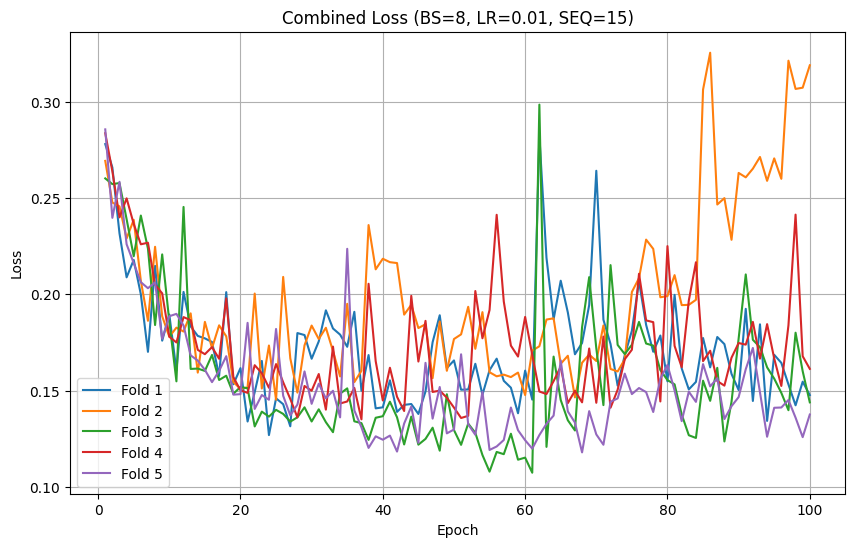 Combined Loss (BS=8, LR=0.01, SEQ=15)
Loss
0.30
0.25
0.20
0.15
0.10
Fold 1
Fold 2
Fold 3
Fold 4
Fold 5
0 20 40 60 80 100
Epoch